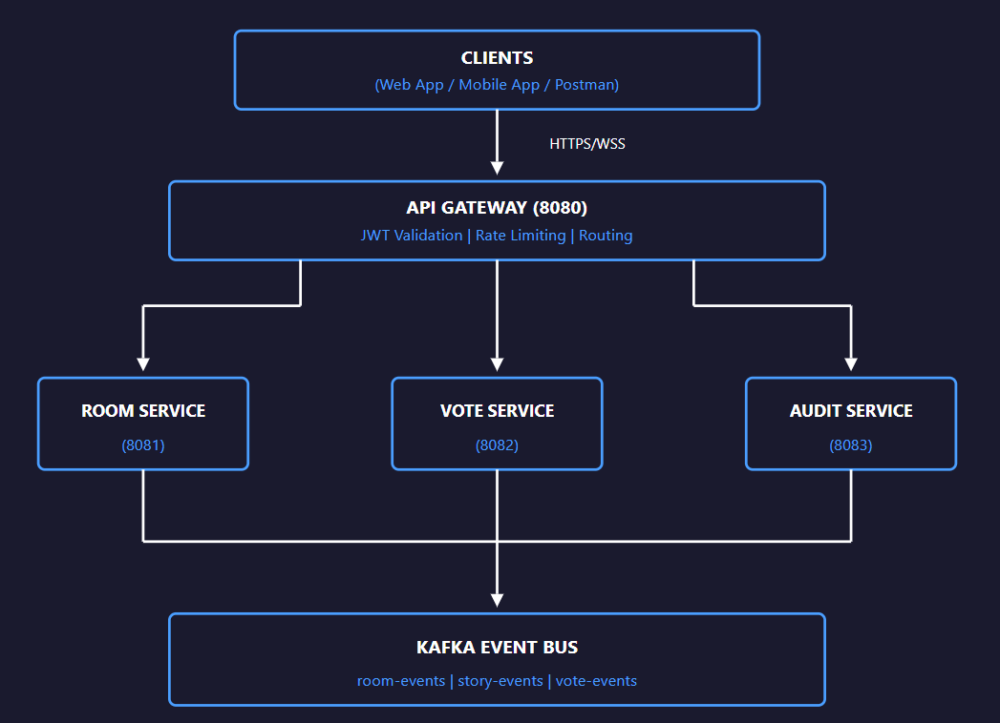 CLIENTS
(Web App / Mobile App / Postman)
HTTPS/WSS
API GATEWAY (8080)
JWT Validation | Rate Limiting | Routing
ROOM SERVICE
(8081)
VOTE SERVICE
(8082)
AUDIT SERVICE
(8083)
KAFKA EVENT BUS
room-events | story-events | vote-events